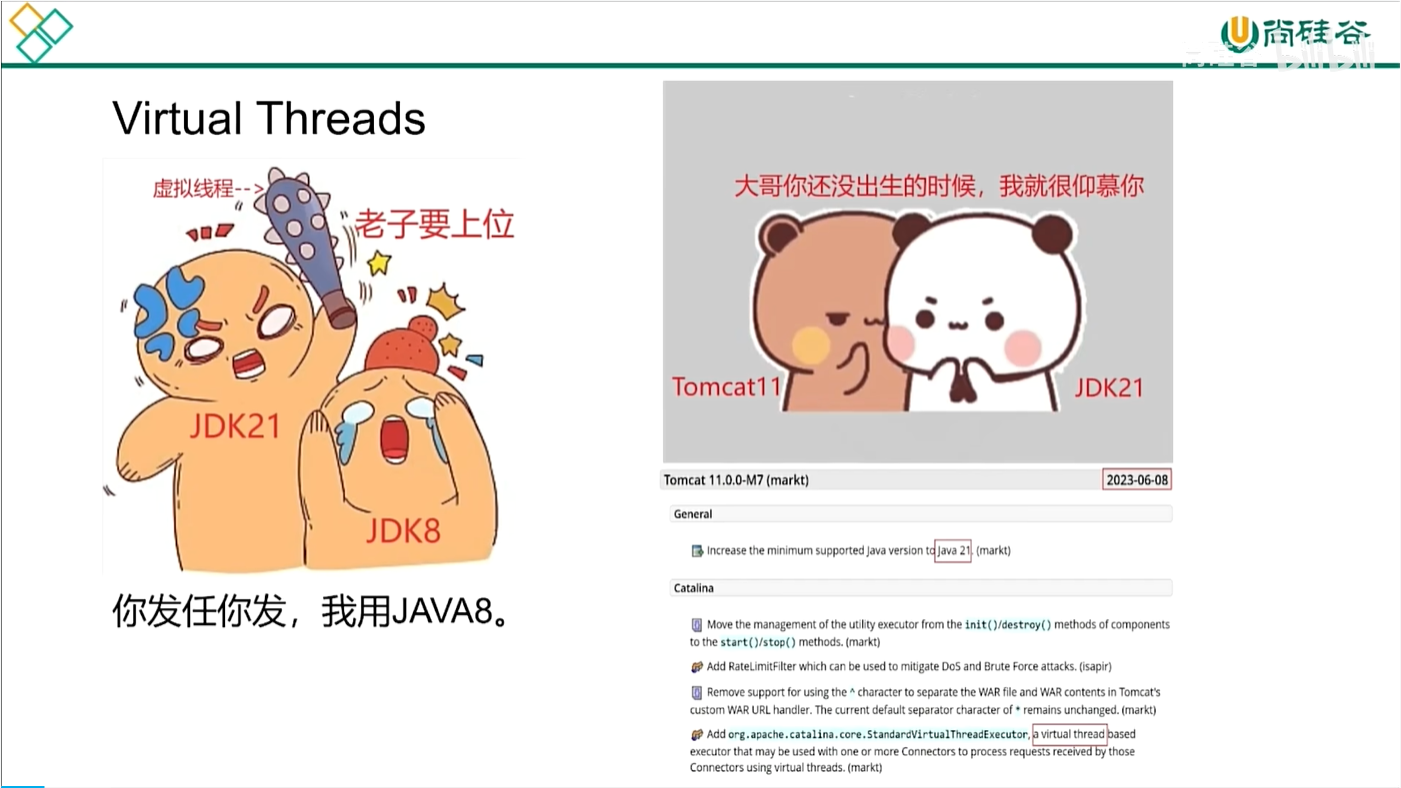 尚硅谷
尚硅谷 bilibili
Virtual Threads
虚拟线程-->
老子要上位
JDK21
JDK8
你发任你发，我用JAVA8。
大哥你还没出生的时候，我就很仰慕你
Tomcat11
JDK21
Tomcat 11.0.0-M7 (markt) 2023-06-08
General
Increase the minimum supported Java version to Java 21. (markt)
Catalina
Move the management of the utility executor from the init()/destroy() methods of components
to the start()/stop() methods. (markt)
Add RateLimitFilter which can be used to mitigate DoS and Brute Force attacks. (isapir)
Remove support for using the ^ character to separate the WAR file and WAR contents in Tomcat's
custom WAR URL handler. The current default separator character of * remains unchanged. (markt)
Add org.apache.catalina.core.StandardVirtualThreadExecutor, a virtual thread based
executor that may be used with one or more Connectors to process requests received by those
Connectors using virtual threads. (markt)